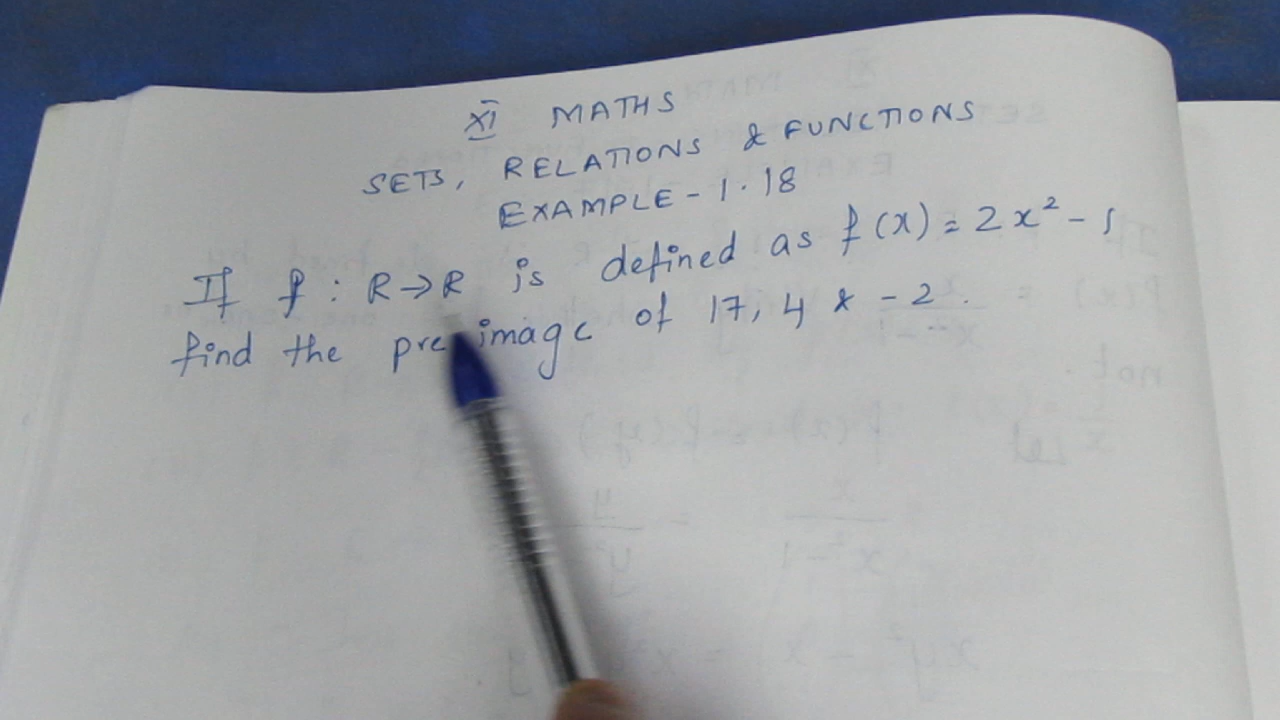 XI MATHS
SETS, RELATIONS & FUNCTIONS
EXAMPLE - 1.18
If f : R → R is defined as f(x) = 2x² - 1
find the pre image of 17, 4 & - 2.